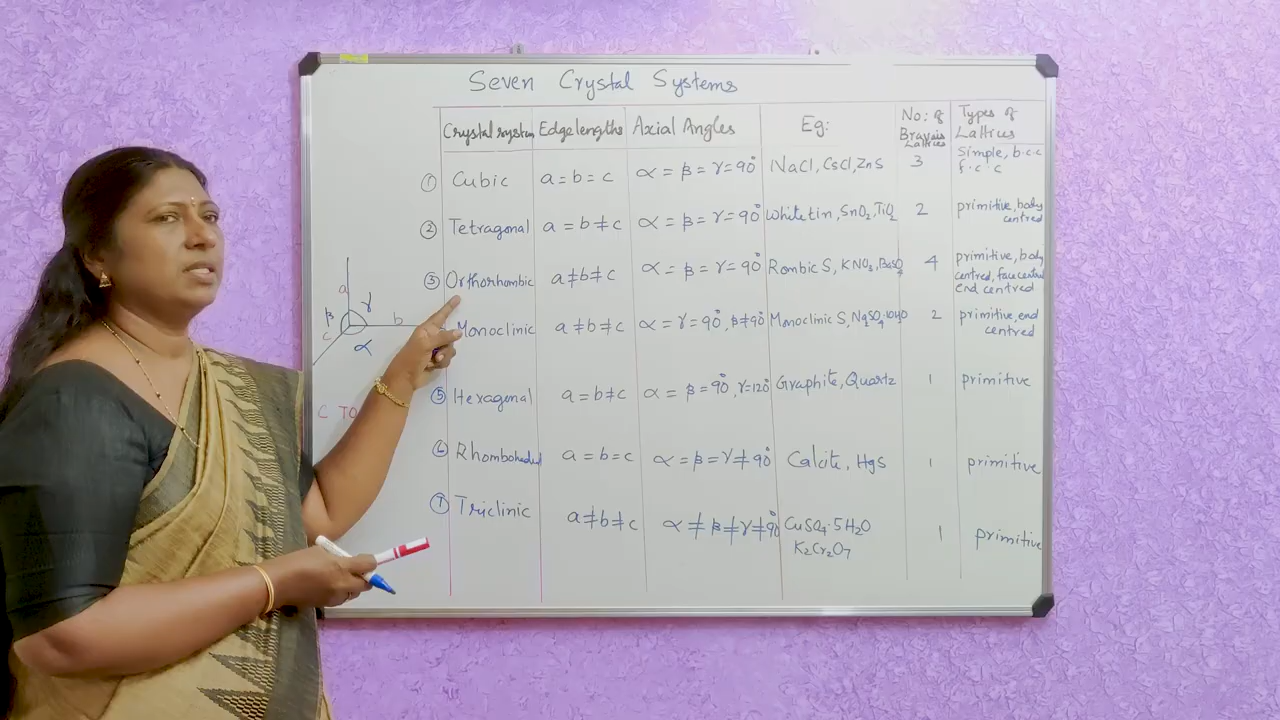 Seven Crystal Systems
Crystal system Edge lengths Axial Angles Eg: No: of Bravais Lattices Types of Lattices
① Cubic a = b = c α = β = γ = 90° NaCl, CsCl, ZnS 3 Simple, b.c.c f.c.c
② Tetragonal a = b ≠ c α = β = γ = 90° White tin, SnO₂, TiO₂ 2 primitive, body centred
③ Orthorhombic a ≠ b ≠ c α = β = γ = 90° Rombic S, KNO₃, BaSO₄ 4 primitive, body centred, face centred end centred
Monoclinic a ≠ b ≠ c α = γ = 90°, β ≠ 90° Monoclinic S, Na₂SO₄·10H₂O 2 primitive, end centred
⑤ Hexagonal a = b ≠ c α = β = 90°, γ = 120° Graphite, Quartz 1 primitive
⑥ Rhombohedral a = b = c α = β = γ ≠ 90° Calcite, HgS 1 primitive
⑦ Triclinic a ≠ b ≠ c α ≠ β ≠ γ ≠ 90° CuSO₄·5H₂O K₂Cr₂O₇ 1 primitive
a
β γ b
c α
C TO